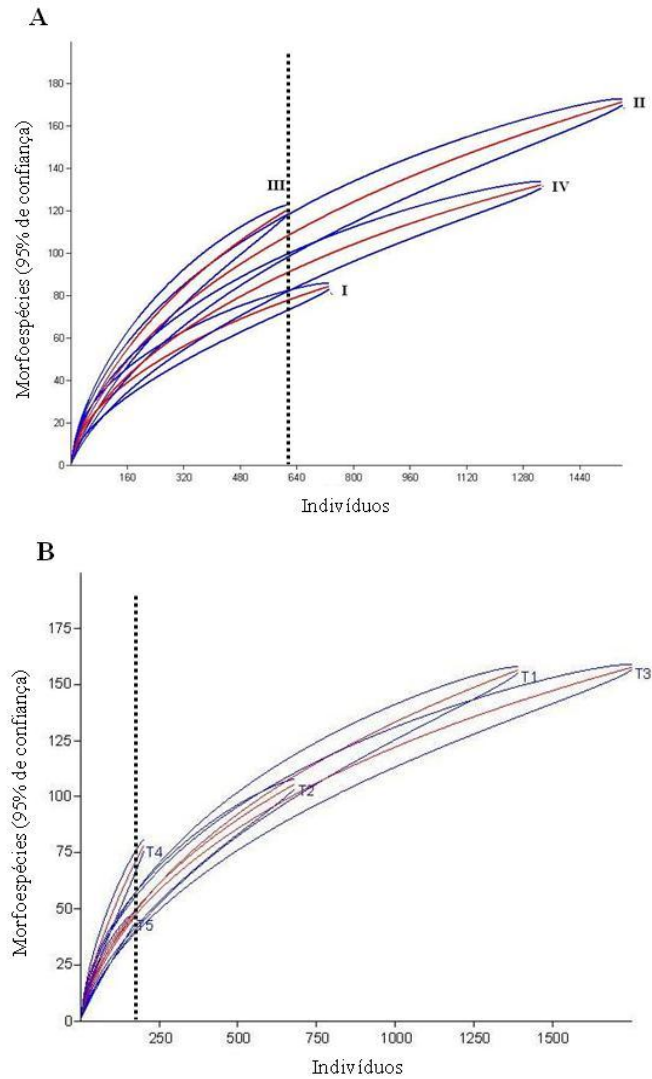 A
180
160
140
120
100
80
60
40
20
0
Morfoespécies (95% de confiança)
III
II
IV
I
160 320 480 640 800 960 1120 1280 1440
Indivíduos
B
175
150
125
100
75
50
25
0
Morfoespécies (95% de confiança)
T1
T3
T2
T4
T5
250 500 750 1000 1250 1500
Indivíduos